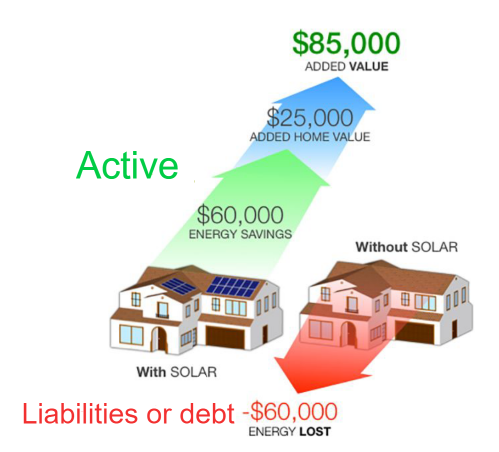 $85,000
ADDED VALUE
$25,000
ADDED HOME VALUE
Active
$60,000
ENERGY SAVINGS
Without SOLAR
With SOLAR
Liabilities or debt -$60,000
ENERGY LOST